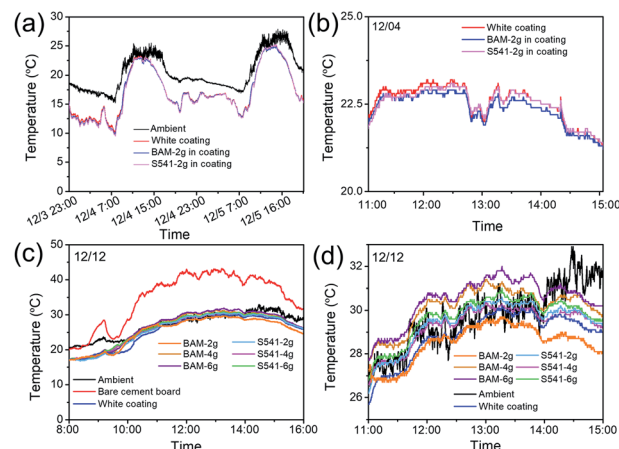 (a)
30
25
20
15
10
5
0
Temperature (°C)
Ambient
White coating
BAM-2g in coating
S541-2g in coating
12/3 23:00
12/4 7:00
12/4 15:00
12/4 23:00
12/5 7:00
12/5 16:00
Time
(b)
12/04
25.0
22.5
20.0
Temperature (°C)
White coating
BAM-2g in coating
S541-2g in coating
11:00 12:00 13:00 14:00 15:00
Time
(c)
12/12
50
40
30
20
10
0
Temperature (°C)
BAM-2g S541-2g
BAM-4g S541-4g
BAM-6g S541-6g
Ambient
Bare cement board
White coating
8:00 10:00 12:00 14:00 16:00
Time
(d)
12/12
32
30
28
26
Temperature (°C)
BAM-2g S541-2g
BAM-4g S541-4g
BAM-6g S541-6g
Ambient
White coating
11:00 12:00 13:00 14:00 15:00
Time